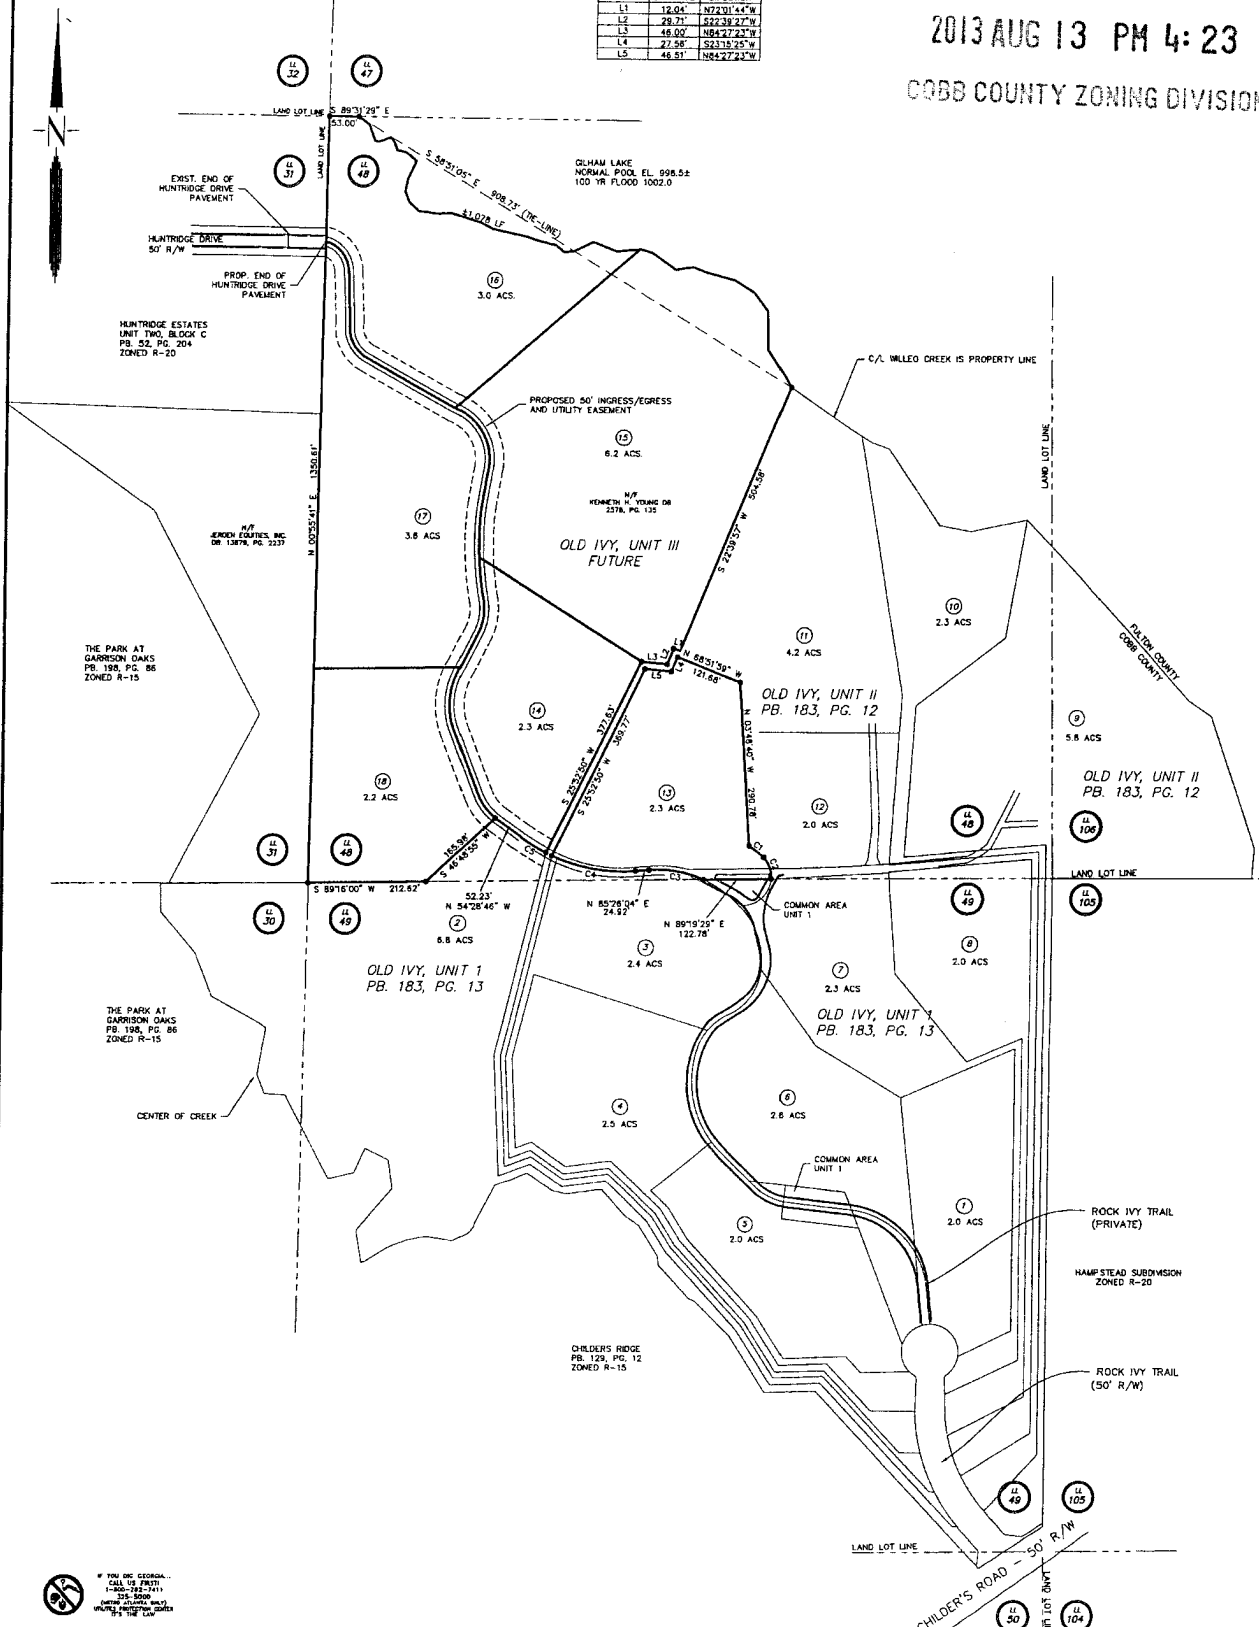 L1 12.04' N72°01'44"W
L2 29.71' S22°39'27"W
L3 46.00' N84°27'23"W
L4 27.56' S23°15'25"W
L5 46.51' N84°27'23"W
2013 AUG 13 PM 4:23
COBB COUNTY ZONING DIVISION
LL 32
LL 47
LAND LOT LINE
S 89°31'29" E
53.00'
N
LL 31
LL 48
LAND LOT LINE
GILHAM LAKE
NORMAL POOL EL. 998.5±
100 YR FLOOD 1002.0
S 58°51'05" E 908.73' (TIE-LINE)
±1,078 LF
EXIST. END OF
HUNTRIDGE DRIVE
PAVEMENT
HUNTRIDGE DRIVE
50' R/W
PROP. END OF
HUNTRIDGE DRIVE
PAVEMENT
16
3.0 ACS.
HUNTRIDGE ESTATES
UNIT TWO, BLOCK C
PB. 52, PG. 204
ZONED R-20
C/L WILLEO CREEK IS PROPERTY LINE
PROPOSED 50' INGRESS/EGRESS
AND UTILITY EASEMENT
15
6.2 ACS.
LAND LOT LINE
N 00°55'41" E 1350.61'
S 22°39'57" W 504.58'
N/F
KENNETH H. YOUNG DB
2578, PG. 135
17
3.6 ACS
N/F
JERDEN EQUITIES, INC.
DB 13879, PG. 2237
OLD IVY, UNIT III
FUTURE
10
2.3 ACS
FULTON COUNTY
COBB COUNTY
11
4.2 ACS
THE PARK AT
GARRISON OAKS
PB. 198, PG. 86
ZONED R-15
L1
L2
L3
L4
L5
N 68°51'59" W
121.68'
OLD IVY, UNIT II
PB. 183, PG. 12
14
2.3 ACS
S 25°52'50" W 377.63'
S 25°52'50" W 369.77'
N 03°48'40" W 290.78'
9
5.8 ACS
OLD IVY, UNIT II
PB. 183, PG. 12
18
2.2 ACS
13
2.3 ACS
12
2.0 ACS
LL 48
LL 106
LL 31
LL 48
165.98'
S 46°48'55" W
C5
C4
C3
C1
C2
LAND LOT LINE
S 89°16'00" W 212.62'
52.23'
N 54°28'46" W
N 85°26'04" E
24.92'
N 89°19'29" E
122.78'
COMMON AREA
UNIT 1
LL 49
LL 105
LL 30
LL 49
2
6.8 ACS
3
2.4 ACS
8
2.0 ACS
OLD IVY, UNIT 1
PB. 183, PG. 13
7
2.3 ACS
OLD IVY, UNIT 1
PB. 183, PG. 13
THE PARK AT
GARRISON OAKS
PB. 198, PG. 86
ZONED R-15
CENTER OF CREEK
4
2.5 ACS
6
2.6 ACS
COMMON AREA
UNIT 1
5
2.0 ACS
1
2.0 ACS
ROCK IVY TRAIL
(PRIVATE)
HAMPSTEAD SUBDIVISION
ZONED R-20
CHILDERS RIDGE
PB. 129, PG. 12
ZONED R-15
ROCK IVY TRAIL
(50' R/W)
LL 49
LL 105
LAND LOT LINE
CHILDER'S ROAD - 50' R/W
LL 50
LL 104
IF YOU DIG GEORGIA...
CALL US FIRST!
1-800-282-7411
325-5000
(METRO ATLANTA ONLY)
UTILITIES PROTECTION CENTER
IT'S THE LAW